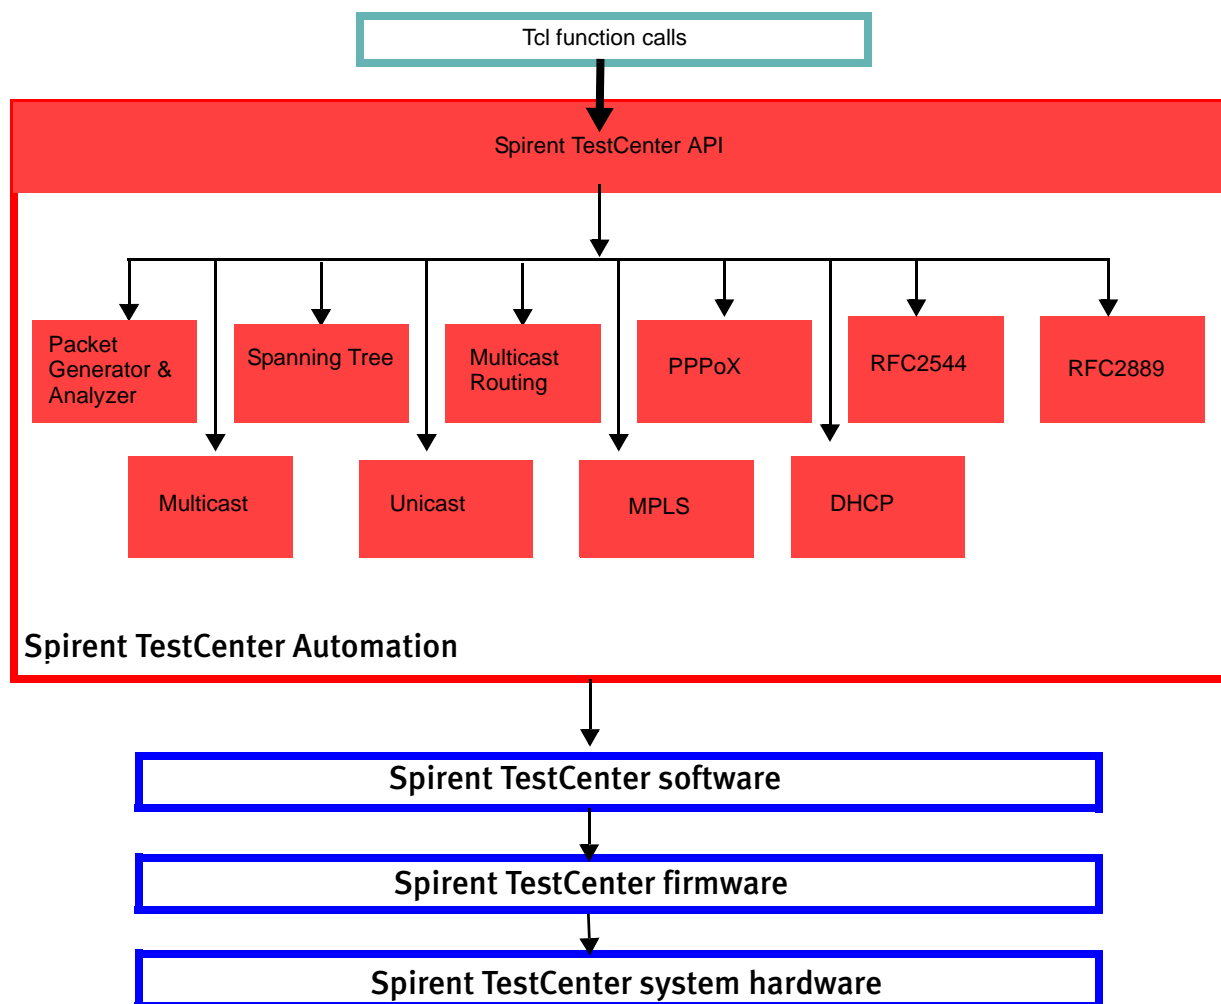 Tcl function calls
Spirent TestCenter API
Packet
Generator &
Analyzer
Spanning Tree
Multicast
Routing
PPPoX
RFC2544
RFC2889
Multicast
Unicast
MPLS
DHCP
Spirent TestCenter Automation
Spirent TestCenter software
Spirent TestCenter firmware
Spirent TestCenter system hardware